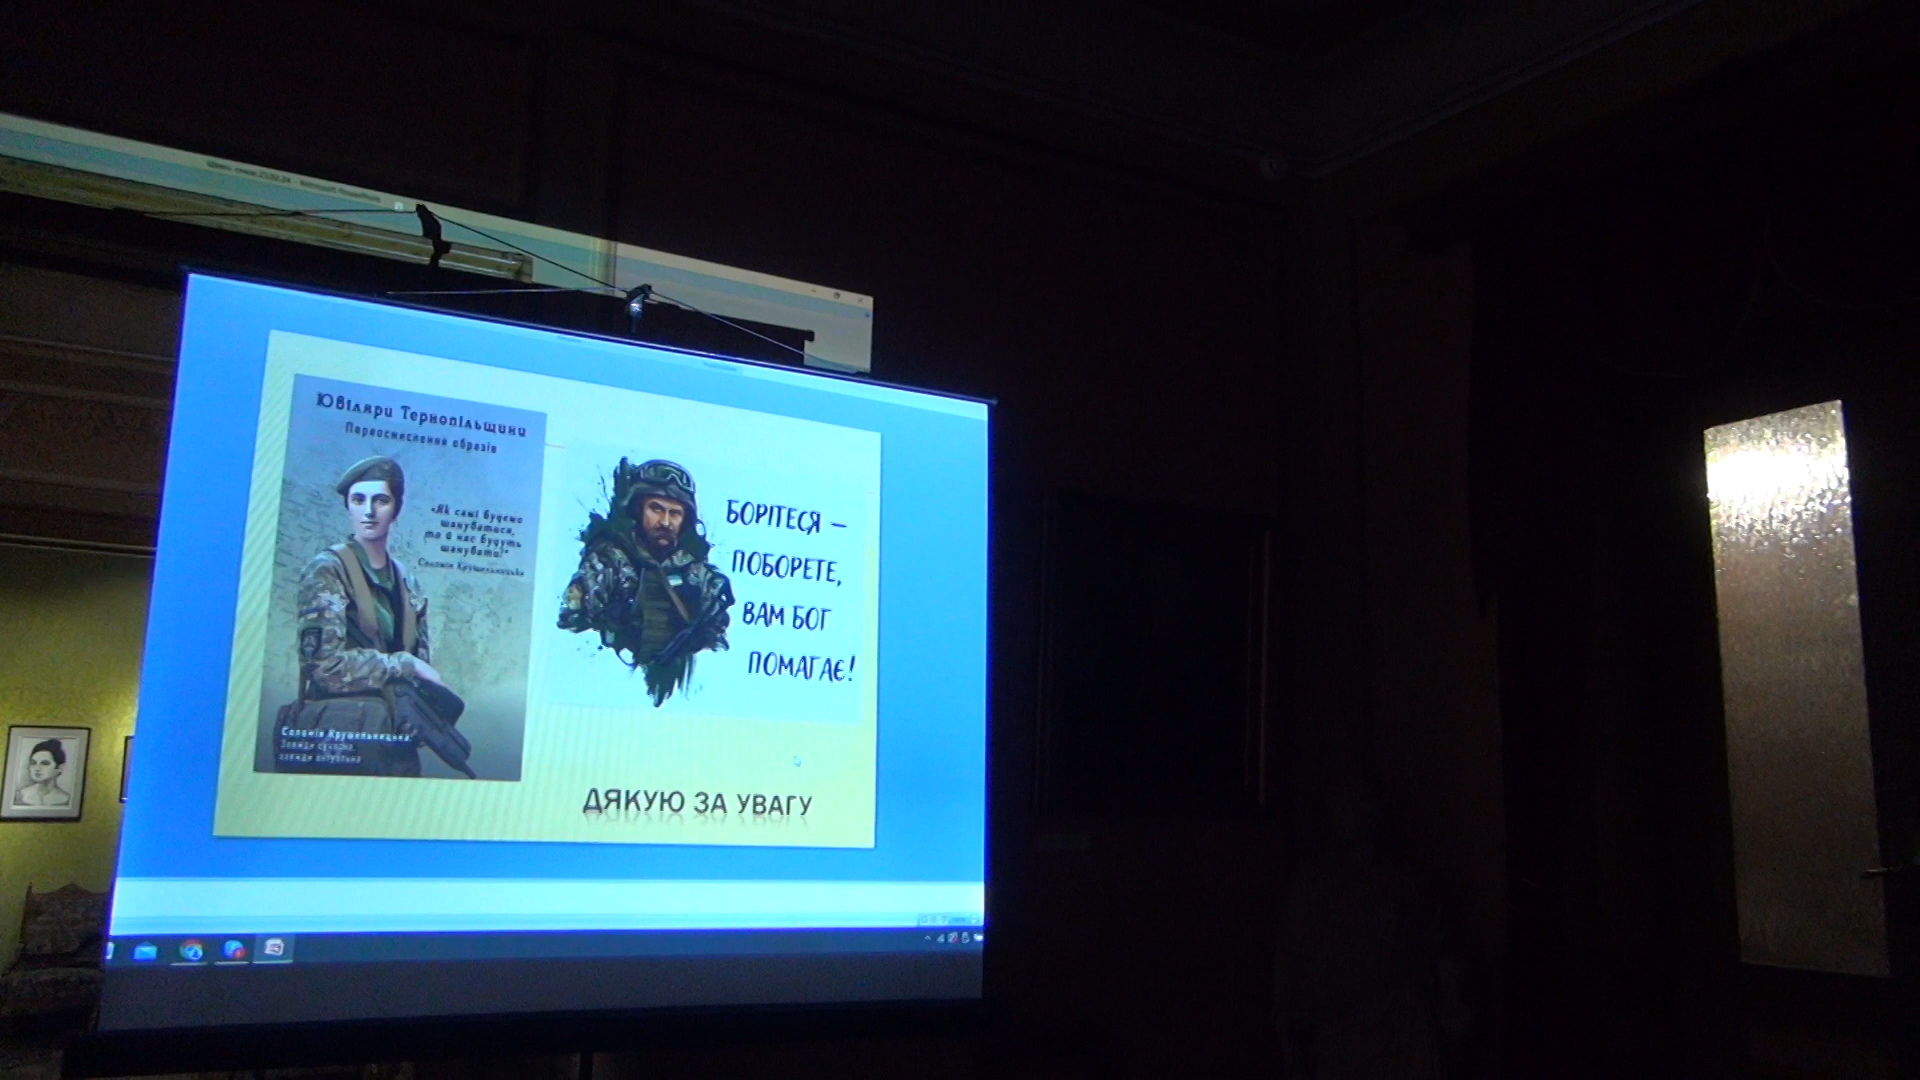 Ювіляри Тернопільщини
Переосмислення образів
«Як самі будемо
шануватися,
то й нас будуть
шанувати!»
Соломія Крушельницька
Соломія Крушельницька.
Завжди сучасна,
завжди актуальна
БОРІТЕСЯ –
ПОБОРЕТЕ,
ВАМ БОГ
ПОМАГАЄ!
ДЯКУЮ ЗА УВАГУ